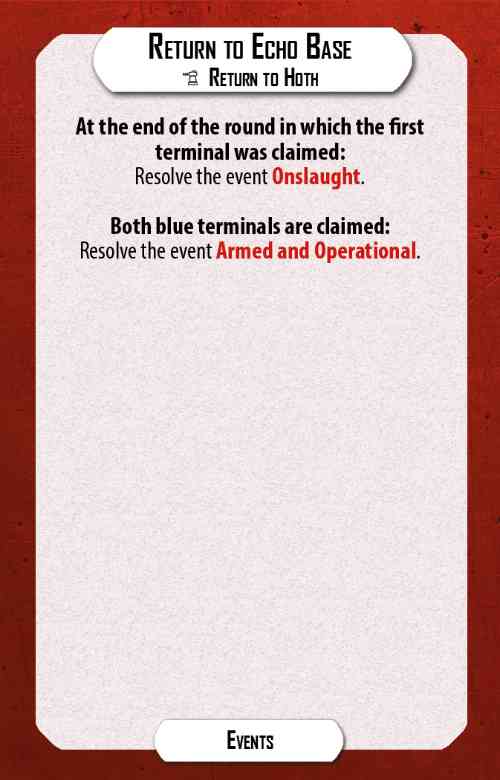 Return to Echo Base
Return to Hoth
At the end of the round in which the first
terminal was claimed:
Resolve the event Onslaught.
Both blue terminals are claimed:
Resolve the event Armed and Operational.
Events